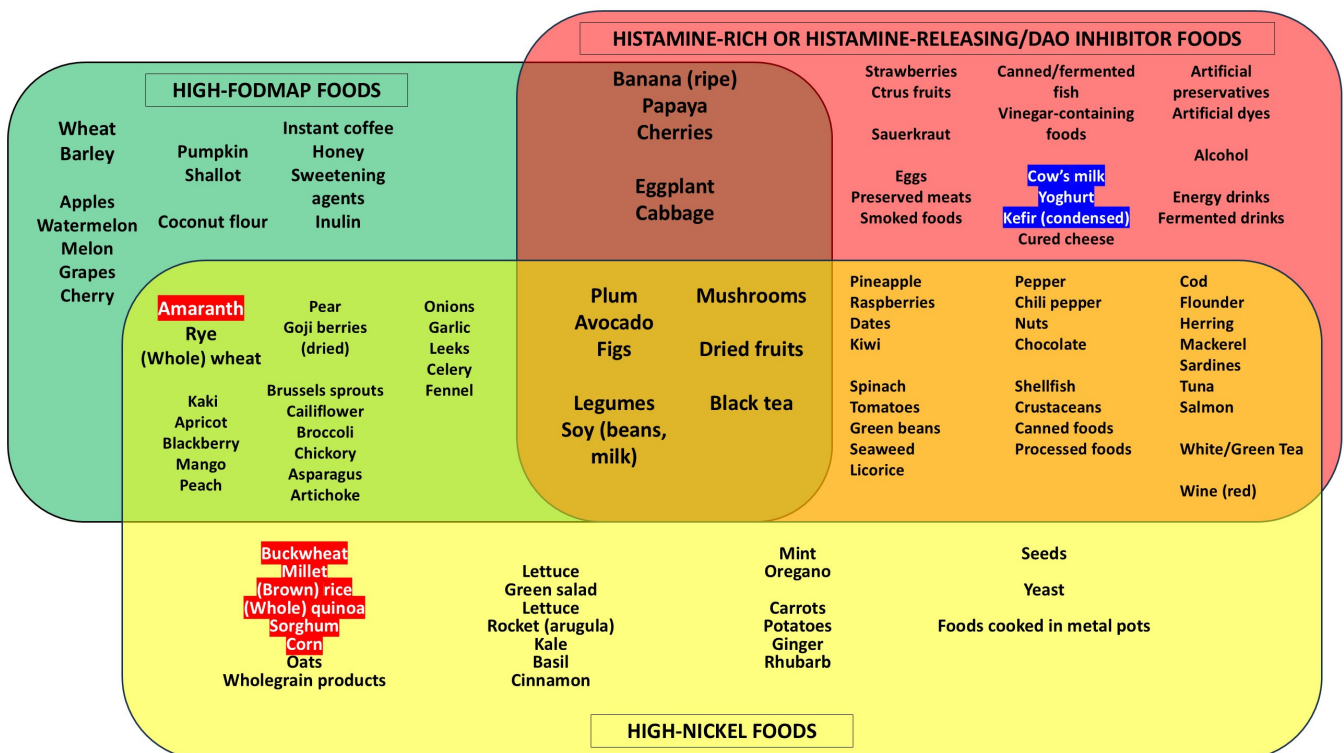 HISTAMINE-RICH OR HISTAMINE-RELEASING/DAO INHIBITOR FOODS
HIGH-FODMAP FOODS
Wheat
Barley
Apples
Watermelon
Melon
Grapes
Cherry
Pumpkin
Shallot
Coconut flour
Instant coffee
Honey
Sweetening
agents
Inulin
Banana (ripe)
Papaya
Cherries
Eggplant
Cabbage
Strawberries
Ctrus fruits
Sauerkraut
Eggs
Preserved meats
Smoked foods
Canned/fermented
fish
Vinegar-containing
foods
Cow's milk
Yoghurt
Kefir (condensed)
Cured cheese
Artificial
preservatives
Artificial dyes
Alcohol
Energy drinks
Fermented drinks
Amaranth
Rye
(Whole) wheat
Kaki
Apricot
Blackberry
Mango
Peach
Pear
Goji berries
(dried)
Brussels sprouts
Cailiflower
Broccoli
Chickory
Asparagus
Artichoke
Onions
Garlic
Leeks
Celery
Fennel
Plum
Avocado
Figs
Legumes
Soy (beans,
milk)
Mushrooms
Dried fruits
Black tea
Pineapple
Raspberries
Dates
Kiwi
Spinach
Tomatoes
Green beans
Seaweed
Licorice
Pepper
Chili pepper
Nuts
Chocolate
Shellfish
Crustaceans
Canned foods
Processed foods
Cod
Flounder
Herring
Mackerel
Sardines
Tuna
Salmon
White/Green Tea
Wine (red)
Buckwheat
Millet
(Brown) rice
(Whole) quinoa
Sorghum
Corn
Oats
Wholegrain products
Lettuce
Green salad
Lettuce
Rocket (arugula)
Kale
Basil
Cinnamon
Mint
Oregano
Carrots
Potatoes
Ginger
Rhubarb
Seeds
Yeast
Foods cooked in metal pots
HIGH-NICKEL FOODS